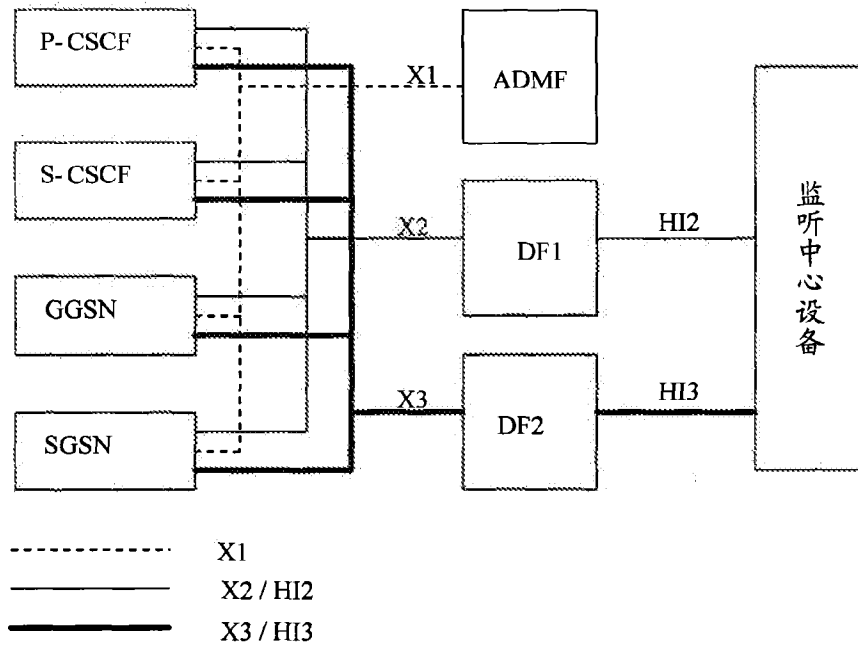 P-CSCF
X1
ADMF
S-CSCF
X2
DF1
HI2
监听中心设备
GGSN
SGSN
X3
DF2
HI3
X1
X2 / HI2
X3 / HI3